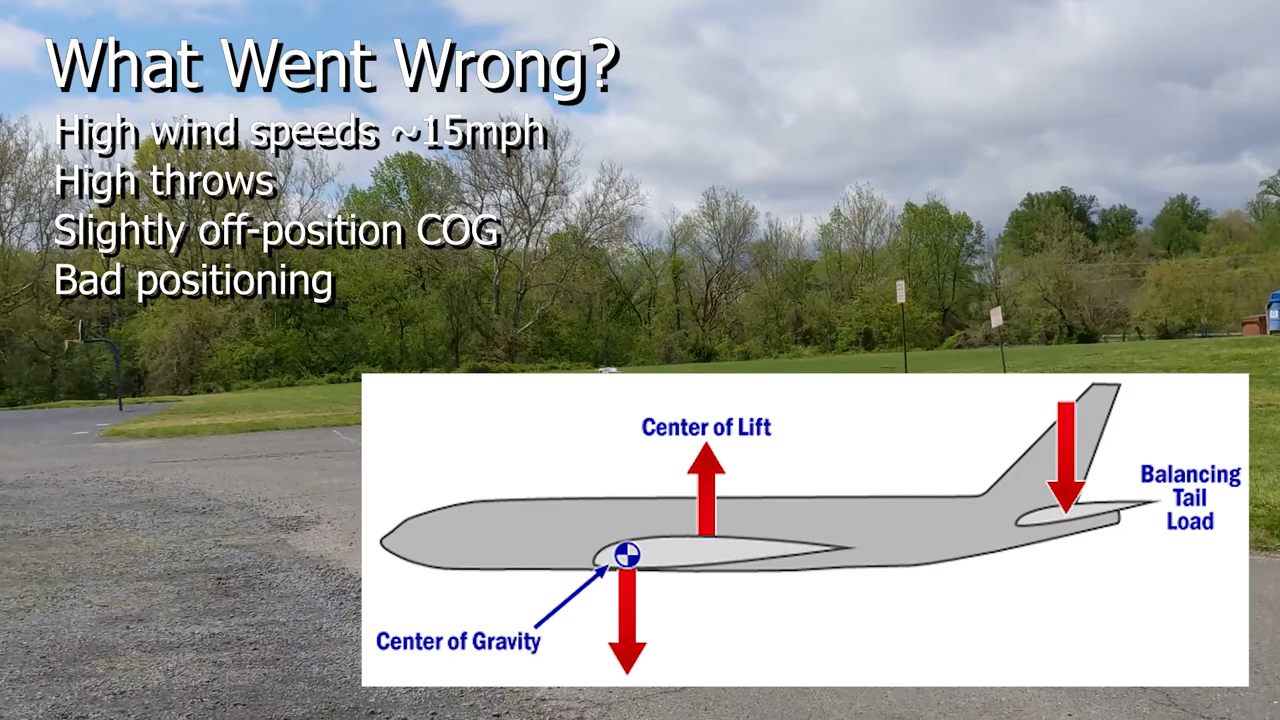 What Went Wrong?
High wind speeds ~15mph
High throws
Slightly off-position COG
Bad positioning
Center of Lift
Balancing
Tail
Load
Center of Gravity